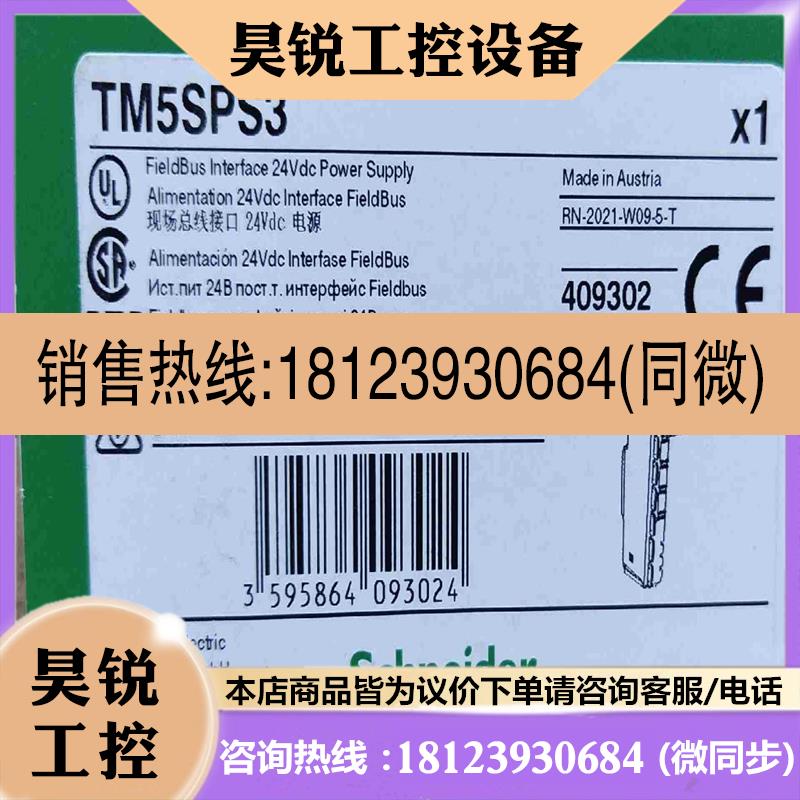 昊锐工控设备
TM5SPS3
x1
UL
FieldBus Interface 24Vdc Power Supply
Alimentation 24Vdc Interface FieldBus
现场总线接口 24Vdc 电源
Alimentación 24Vdc Interfase FieldBus
Ист.пит 24В пост.т. интерфейс Fieldbus
Made in Austria
RN-2021-W09-5-T
SA
409302
CE
销售热线:18123930684(同微)
3 595864 093024
Schneider
昊锐
工控
本店商品皆为议价下单请咨询客服/电话
咨询热线:18123930684 (微同步)